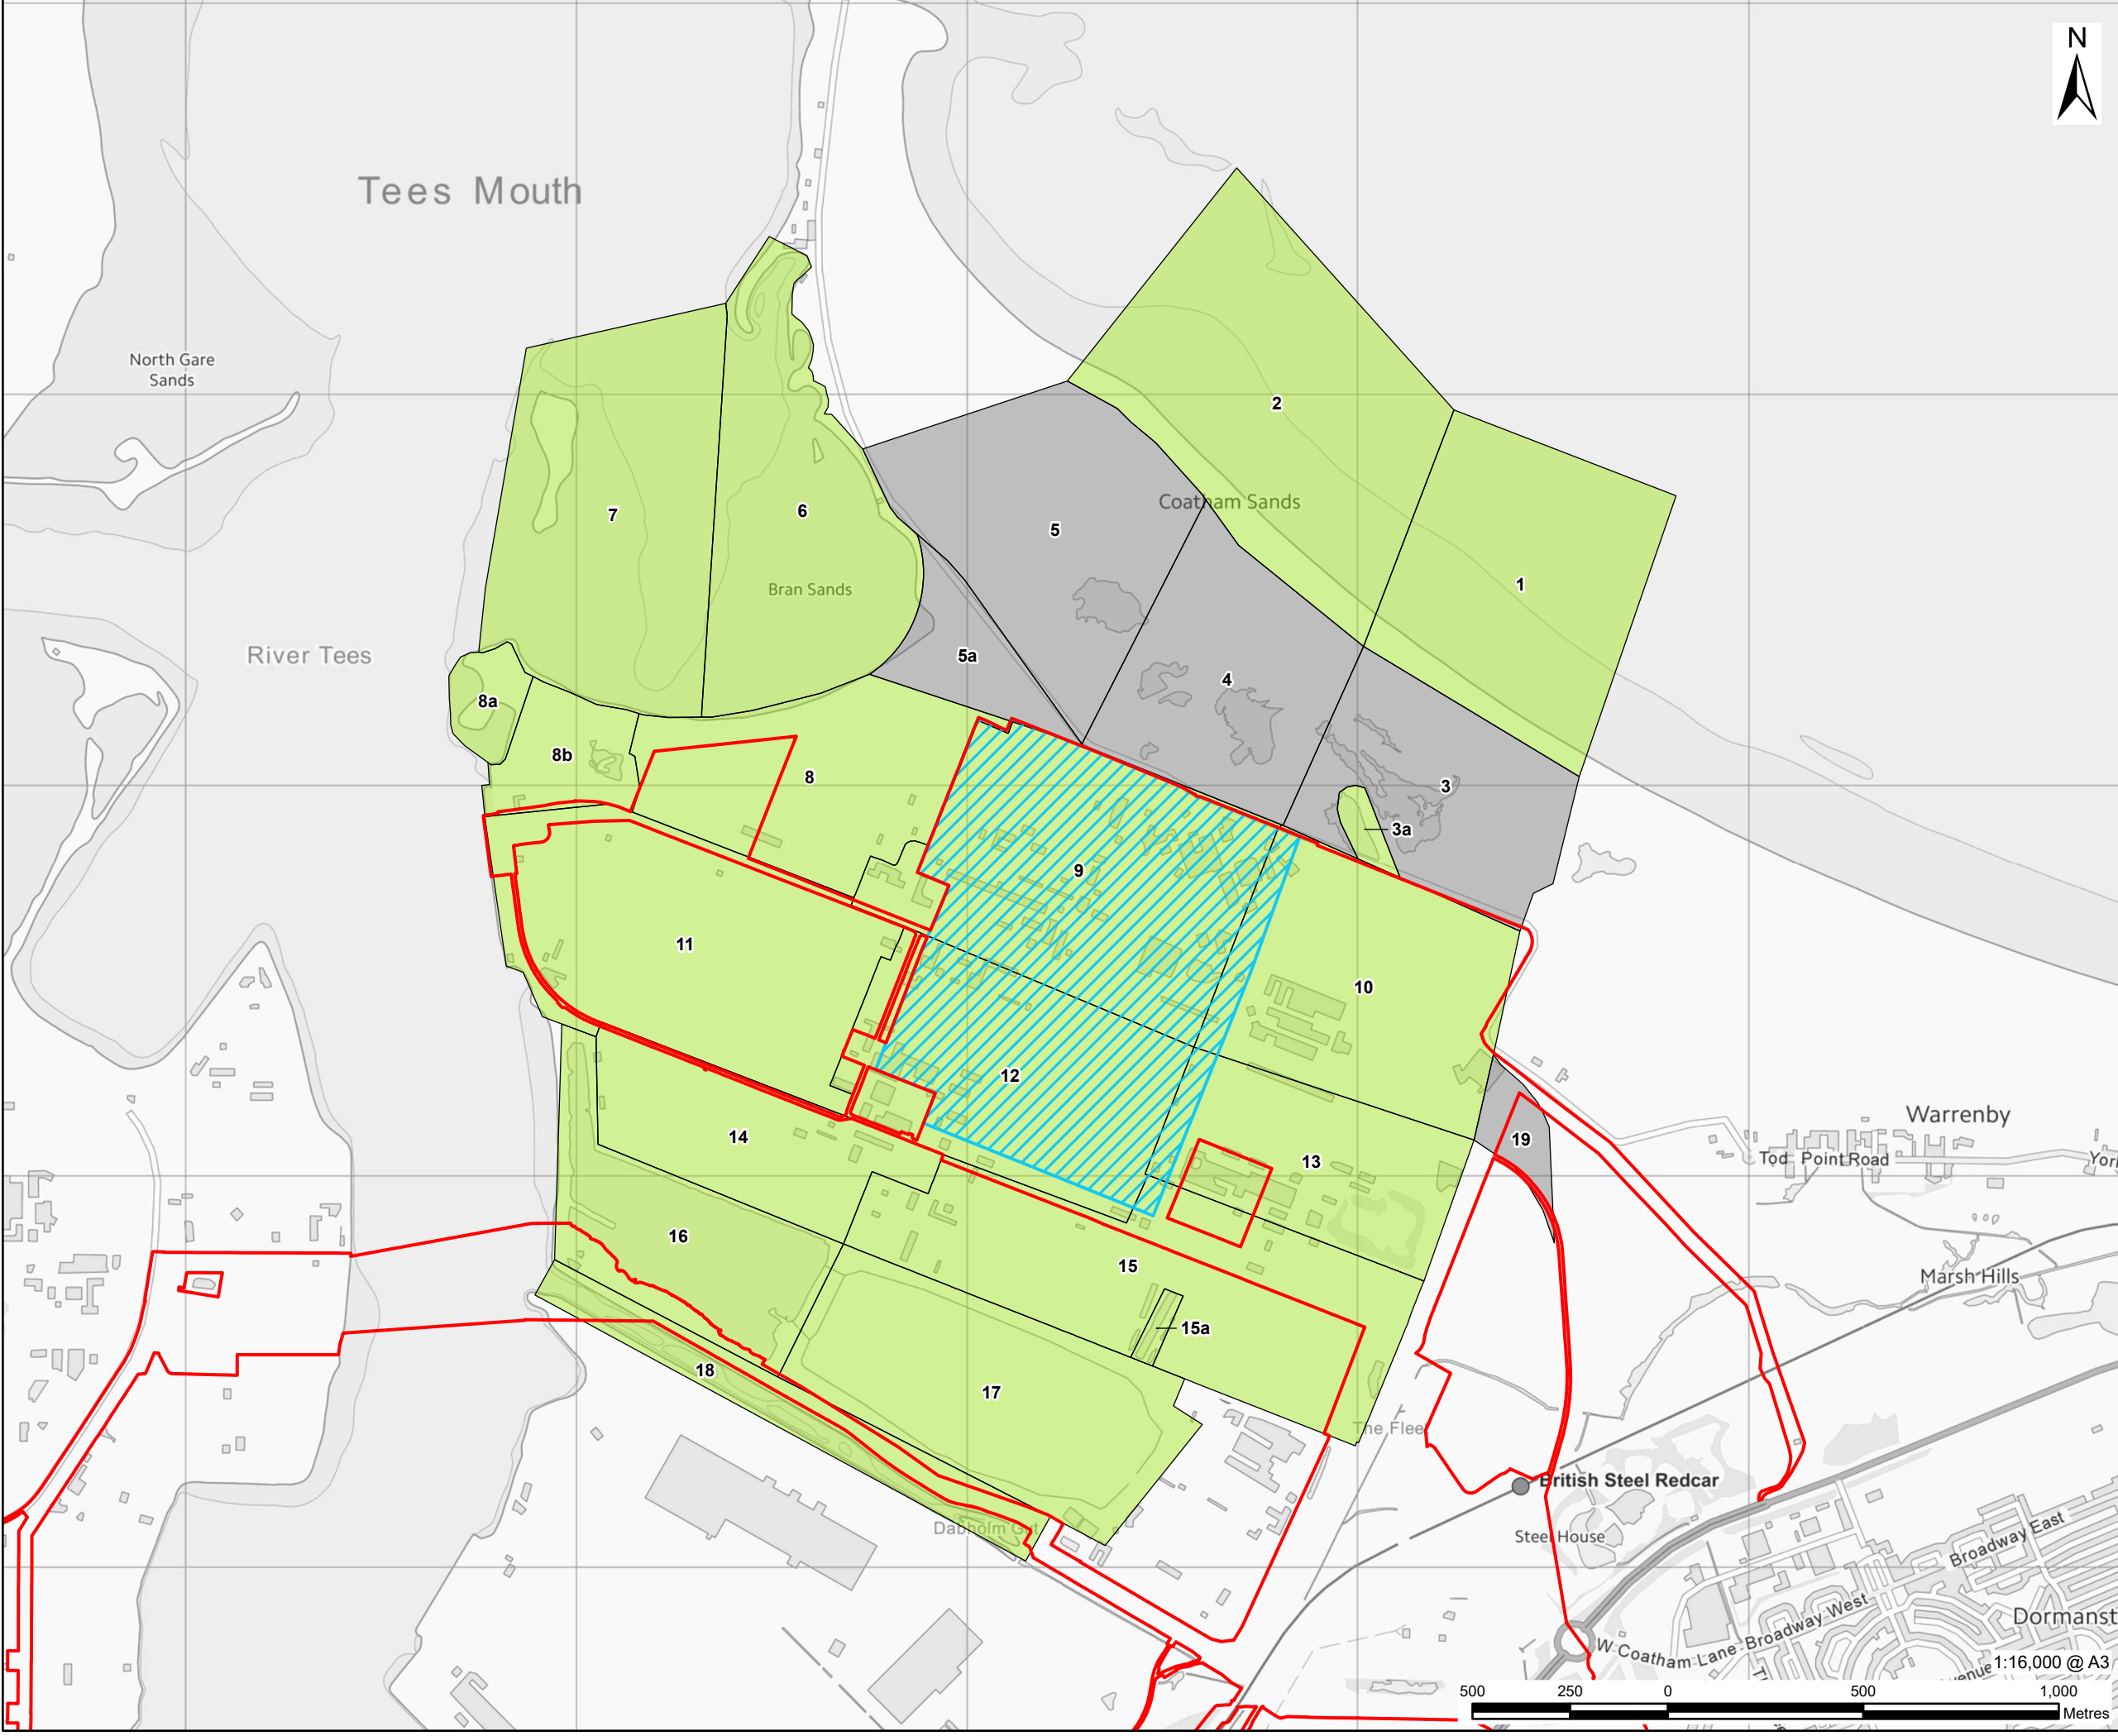 N
Tees Mouth
North Gare
Sands
2
Coatham Sands
7
6
5
1
Bran Sands
River Tees
5a
4
8a
8b
8
3
3a
9
11
10
12
Warrenby
14
13
19
Tod Point Road
16
15
Marsh Hills
15a
18
17
The Flee
British Steel Redcar
Dabholm Gut
Steel House
Broadway East
Dormanst
W Coatham Lane
Broadway West
1:16,000 @ A3
500 250 0 500 1,000
Metres